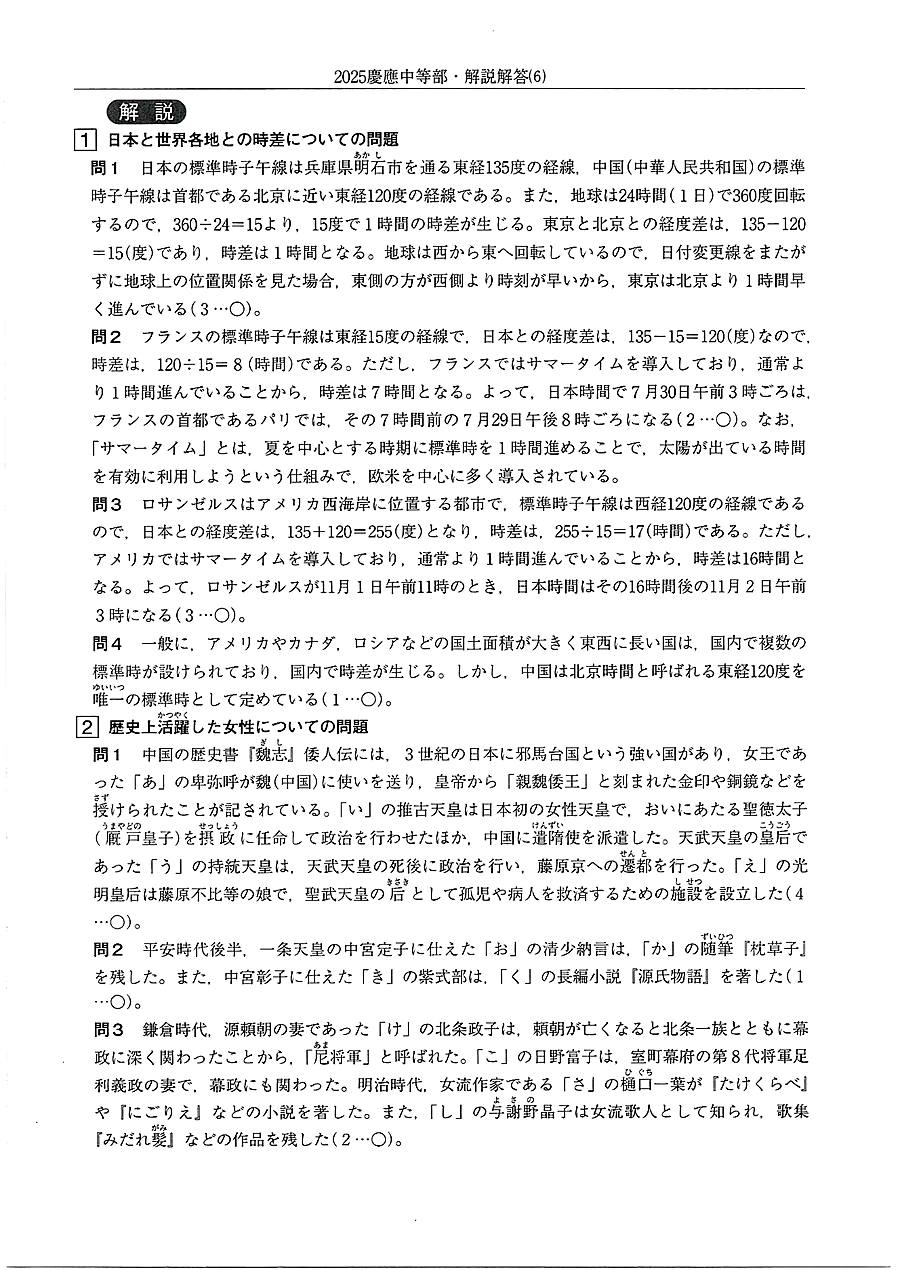 2025慶應中等部・解説解答(6)
解説
1 日本と世界各地との時差についての問題
問1 日本の標準時子午線は兵庫県明石市を通る東経135度の経線,中国(中華人民共和国)の標準
時子午線は首都である北京に近い東経120度の経線である。また,地球は24時間(1日)で360度回転
するので,360÷24=15より,15度で1時間の時差が生じる。東京と北京との経度差は,135−120
=15(度)であり,時差は1時間となる。地球は西から東へ回転しているので,日付変更線をまたが
ずに地球上の位置関係を見た場合,東側の方が西側より時刻が早いから,東京は北京より1時間早
く進んでいる(3…○)。
問2 フランスの標準時子午線は東経15度の経線で,日本との経度差は,135−15=120(度)なので,
時差は,120÷15=8(時間)である。ただし,フランスではサマータイムを導入しており,通常よ
り1時間進んでいることから,時差は7時間となる。よって,日本時間で7月30日午前3時ごろは,
フランスの首都であるパリでは,その7時間前の7月29日午後8時ごろになる(2…○)。なお,
「サマータイム」とは,夏を中心とする時期に標準時を1時間進めることで,太陽が出ている時間
を有効に利用しようという仕組みで,欧米を中心に多く導入されている。
問3 ロサンゼルスはアメリカ西海岸に位置する都市で,標準時子午線は西経120度の経線である
ので,日本との経度差は,135+120=255(度)となり,時差は,255÷15=17(時間)である。ただし,
アメリカではサマータイムを導入しており,通常より1時間進んでいることから,時差は16時間と
なる。よって,ロサンゼルスが11月1日午前11時のとき,日本時間はその16時間後の11月2日午前
3時になる(3…○)。
問4 一般に,アメリカやカナダ,ロシアなどの国土面積が大きく東西に長い国は,国内で複数の
標準時が設けられており,国内で時差が生じる。しかし,中国は北京時間と呼ばれる東経120度を
唯一の標準時として定めている(1…○)。
2 歴史上活躍した女性についての問題
問1 中国の歴史書『魏志』倭人伝には,3世紀の日本に邪馬台国という強い国があり,女王であ
った「あ」の卑弥呼が魏(中国)に使いを送り,皇帝から「親魏倭王」と刻まれた金印や銅鏡などを
授けられたことが記されている。「い」の推古天皇は日本初の女性天皇で,おいにあたる聖徳太子
(厩戸皇子)を摂政に任命して政治を行わせたほか,中国に遣隋使を派遣した。天武天皇の皇后で
あった「う」の持統天皇は,天武天皇の死後に政治を行い,藤原京への遷都を行った。「え」の光
明皇后は藤原不比等の娘で,聖武天皇の后として孤児や病人を救済するための施設を設立した(4
…○)。
問2 平安時代後半,一条天皇の中宮定子に仕えた「お」の清少納言は,「か」の随筆『枕草子』
を残した。また,中宮彰子に仕えた「き」の紫式部は,「く」の長編小説『源氏物語』を著した(1
…○)。
問3 鎌倉時代,源頼朝の妻であった「け」の北条政子は,頼朝が亡くなると北条一族とともに幕
政に深く関わったことから,「尼将軍」と呼ばれた。「こ」の日野富子は,室町幕府の第8代将軍足
利義政の妻で,幕政にも関わった。明治時代,女流作家である「さ」の樋口一葉が『たけくらべ』
や『にごりえ』などの小説を著した。また,「し」の与謝野晶子は女流歌人として知られ,歌集
『みだれ髪』などの作品を残した(2…○)。